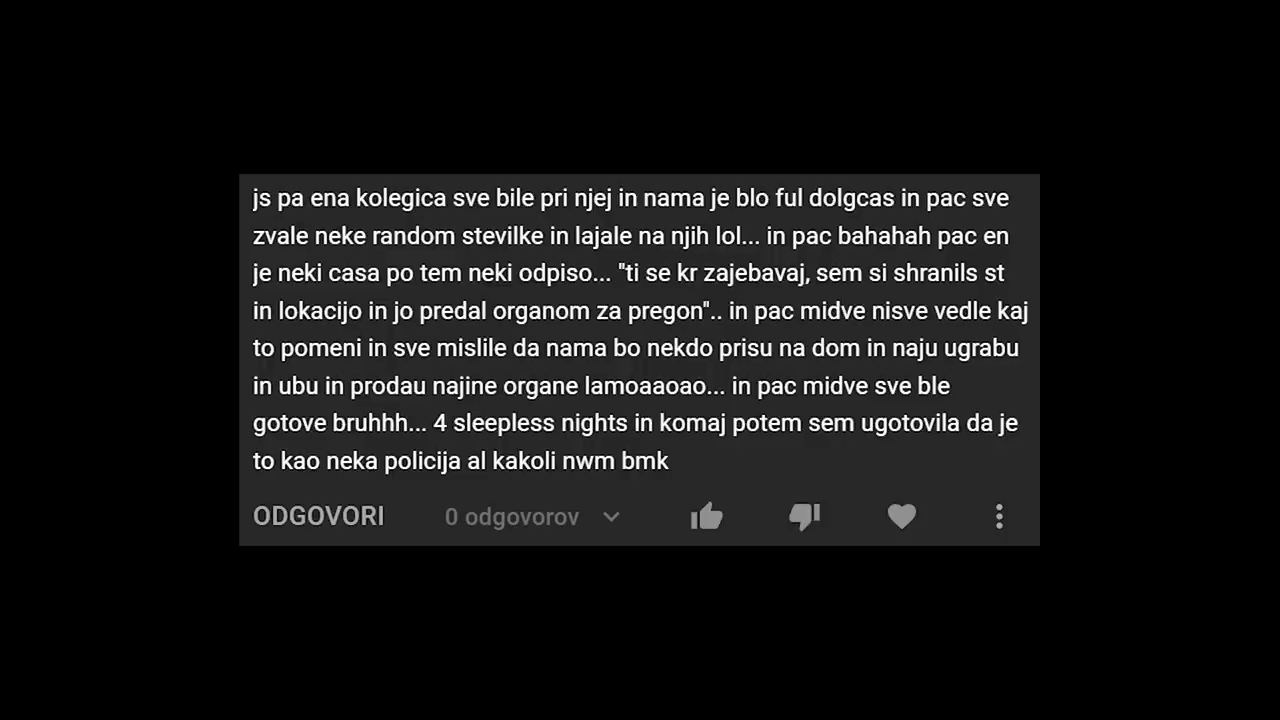 js pa ena kolegica sve bile pri njej in nama je blo ful dolgcas in pac sve
zvale neke random stevilke in lajale na njih lol... in pac bahahah pac en
je neki casa po tem neki odpiso... "ti se kr zajebavaj, sem si shranils st
in lokacijo in jo predal organom za pregon".. in pac midve nisve vedle kaj
to pomeni in sve mislile da nama bo nekdo prisu na dom in naju ugrabu
in ubu in prodau najine organe lamoaaoao... in pac midve sve ble
gotove bruhhh... 4 sleepless nights in komaj potem sem ugotovila da je
to kao neka policija al kakoli nwm bmk
ODGOVORI 0 odgovorov